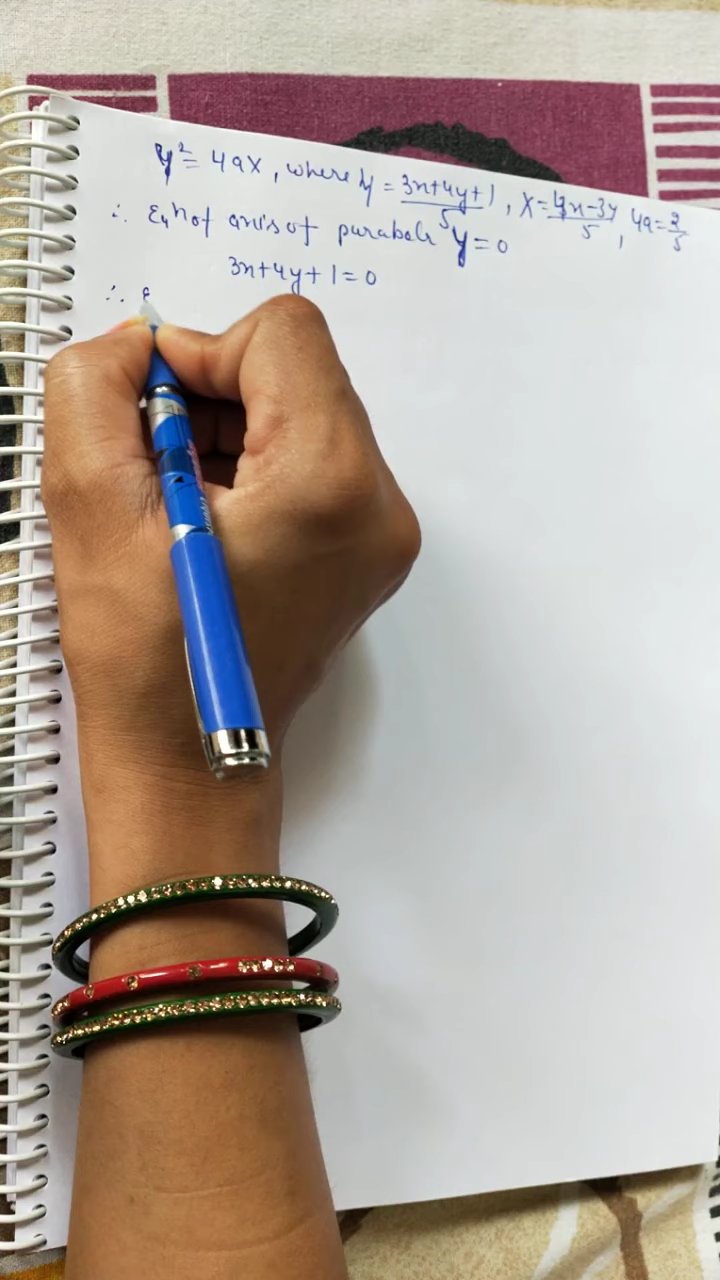 Y² = 4aX, where Y = 3x+4y+1/5, X = 4x-3y/5, 4a = 2/5
∴ Eqn of axis of parabola Y = 0
3x+4y+1=0
∴ E